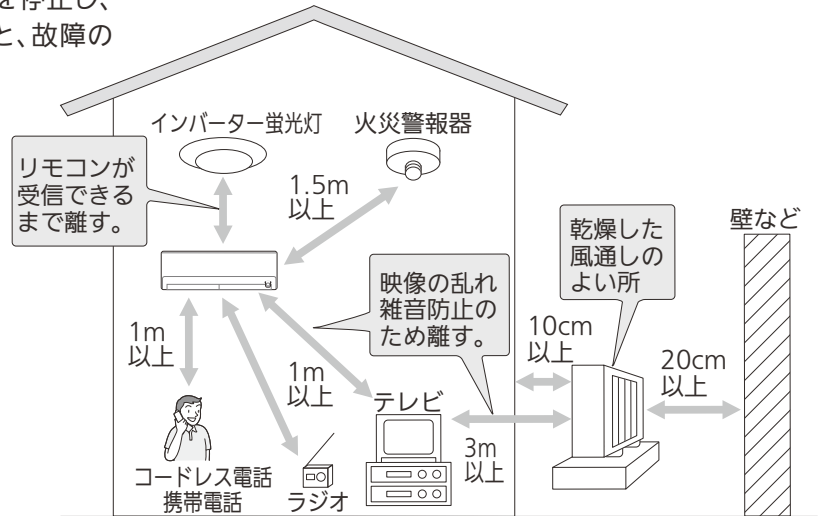 を停止し、
と、故障の
インバーター蛍光灯
火災警報器
リモコンが
受信できる
まで離す。
1.5m
以上
乾燥した
風通しの
よい所
壁など
映像の乱れ
雑音防止の
ため離す。
1m
以上
10cm
以上
20cm
以上
1m
以上
テレビ
3m
以上
コードレス電話
携帯電話
ラジオ